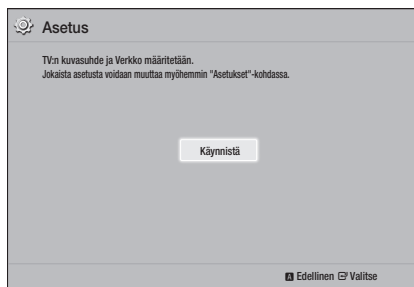 Asetus
TV:n kuvasuhde ja Verkko määritetään.
Jokaista asetusta voidaan muuttaa myöhemmin "Asetukset"-kohdassa.
Käynnistä
A Edellinen Valitse